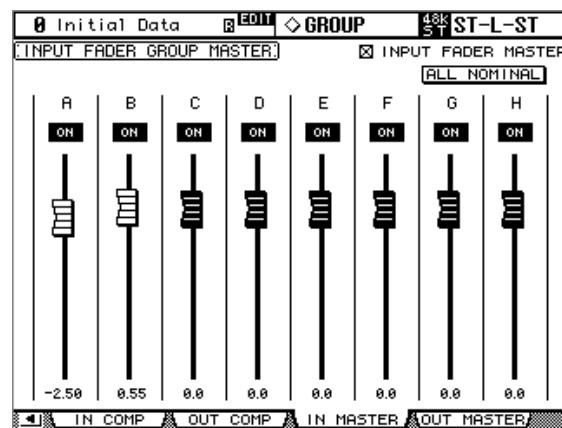 0 Initial Data R EDIT GROUP 48K ST ST-L-ST
INPUT FADER GROUP MASTER INPUT FADER MASTER
ALL NOMINAL
A B C D E F G H
ON ON ON ON ON ON ON ON
-2.50 0.55 0.0 0.0 0.0 0.0 0.0 0.0
IN COMP OUT COMP IN MASTER OUT MASTER